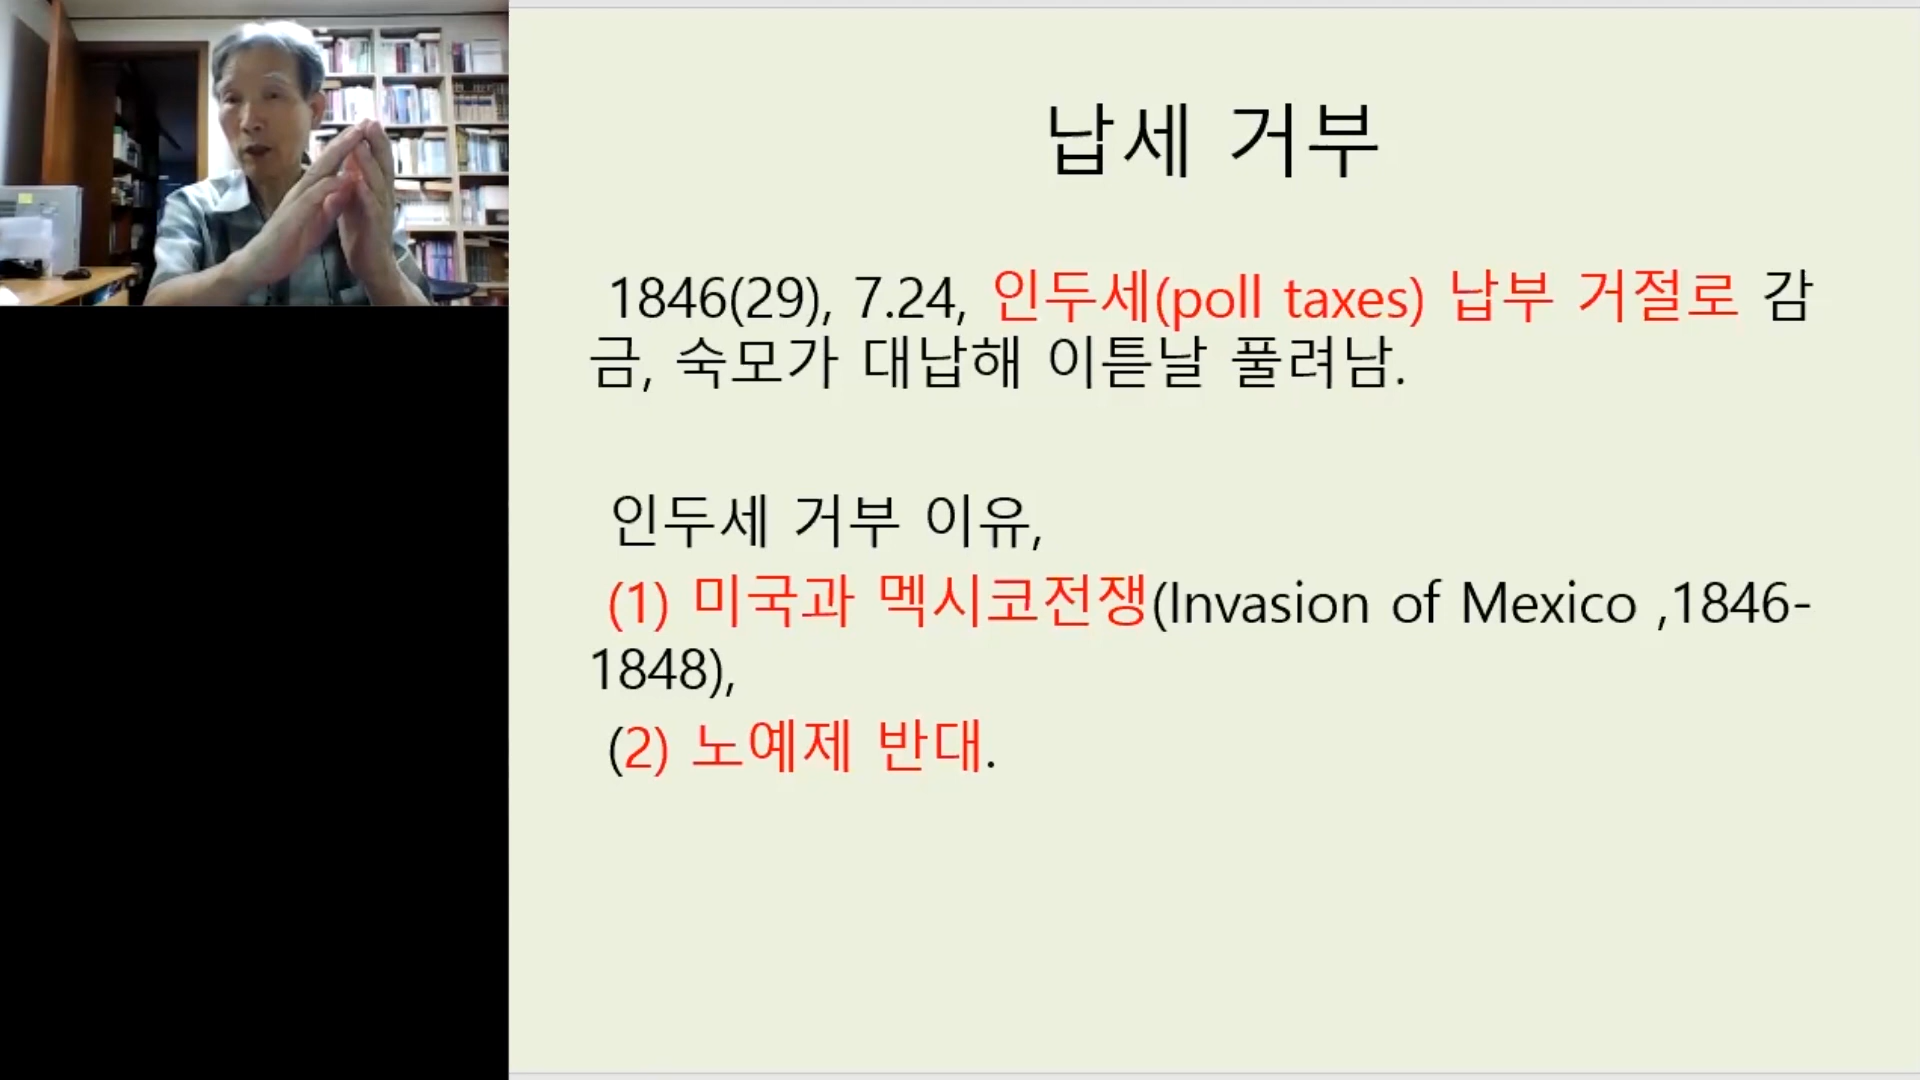 납세 거부
1846(29), 7.24, 인두세(poll taxes) 납부 거절로 감
금, 숙모가 대납해 이튿날 풀려남.
인두세 거부 이유,
(1) 미국과 멕시코전쟁(Invasion of Mexico ,1846-
1848),
(2) 노예제 반대.